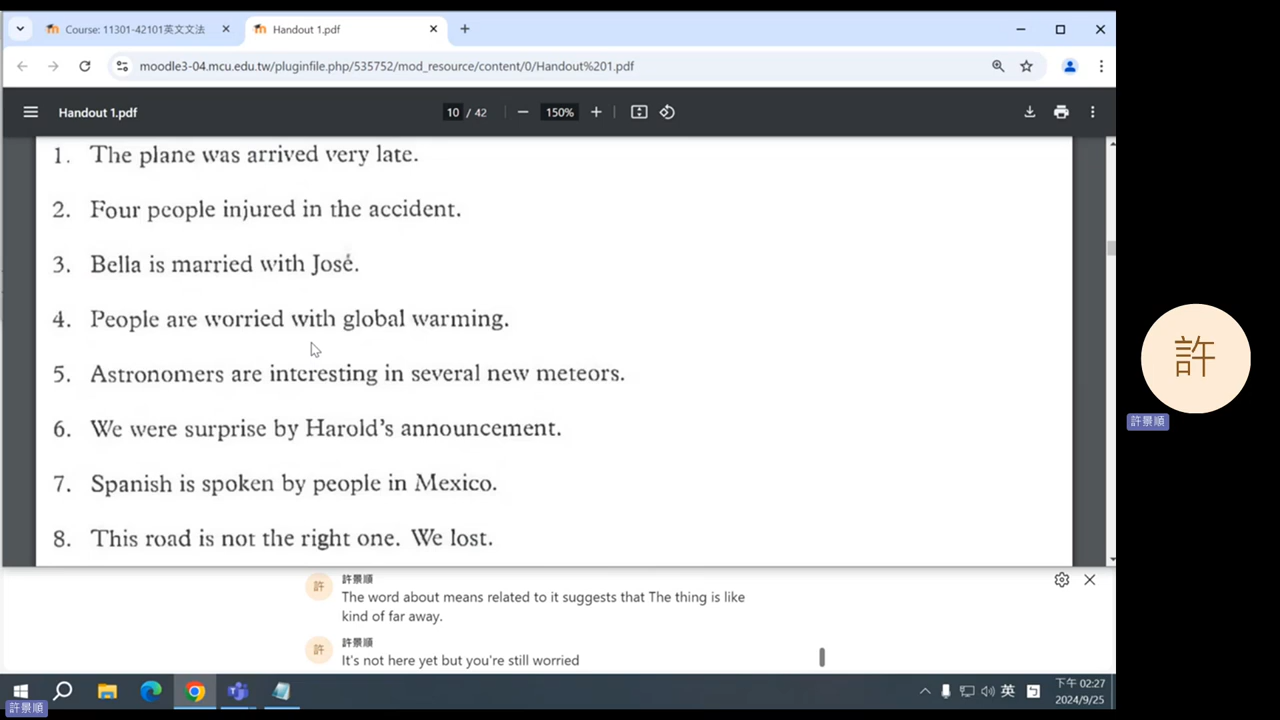 Course: 11301-42101英文文法
Handout 1.pdf
moodle3-04.mcu.edu.tw/pluginfile.php/535752/mod_resource/content/0/Handout%201.pdf
Handout 1.pdf
10 / 42
150%
1. The plane was arrived very late.
2. Four people injured in the accident.
3. Bella is married with José.
4. People are worried with global warming.
5. Astronomers are interesting in several new meteors.
6. We were surprise by Harold's announcement.
7. Spanish is spoken by people in Mexico.
8. This road is not the right one. We lost.
許
許景順
許
許景順
The word about means related to it suggests that The thing is like
kind of far away.
許
許景順
It's not here yet but you're still worried
英
ㄅ
下午 02:27
2024/9/25
許景順